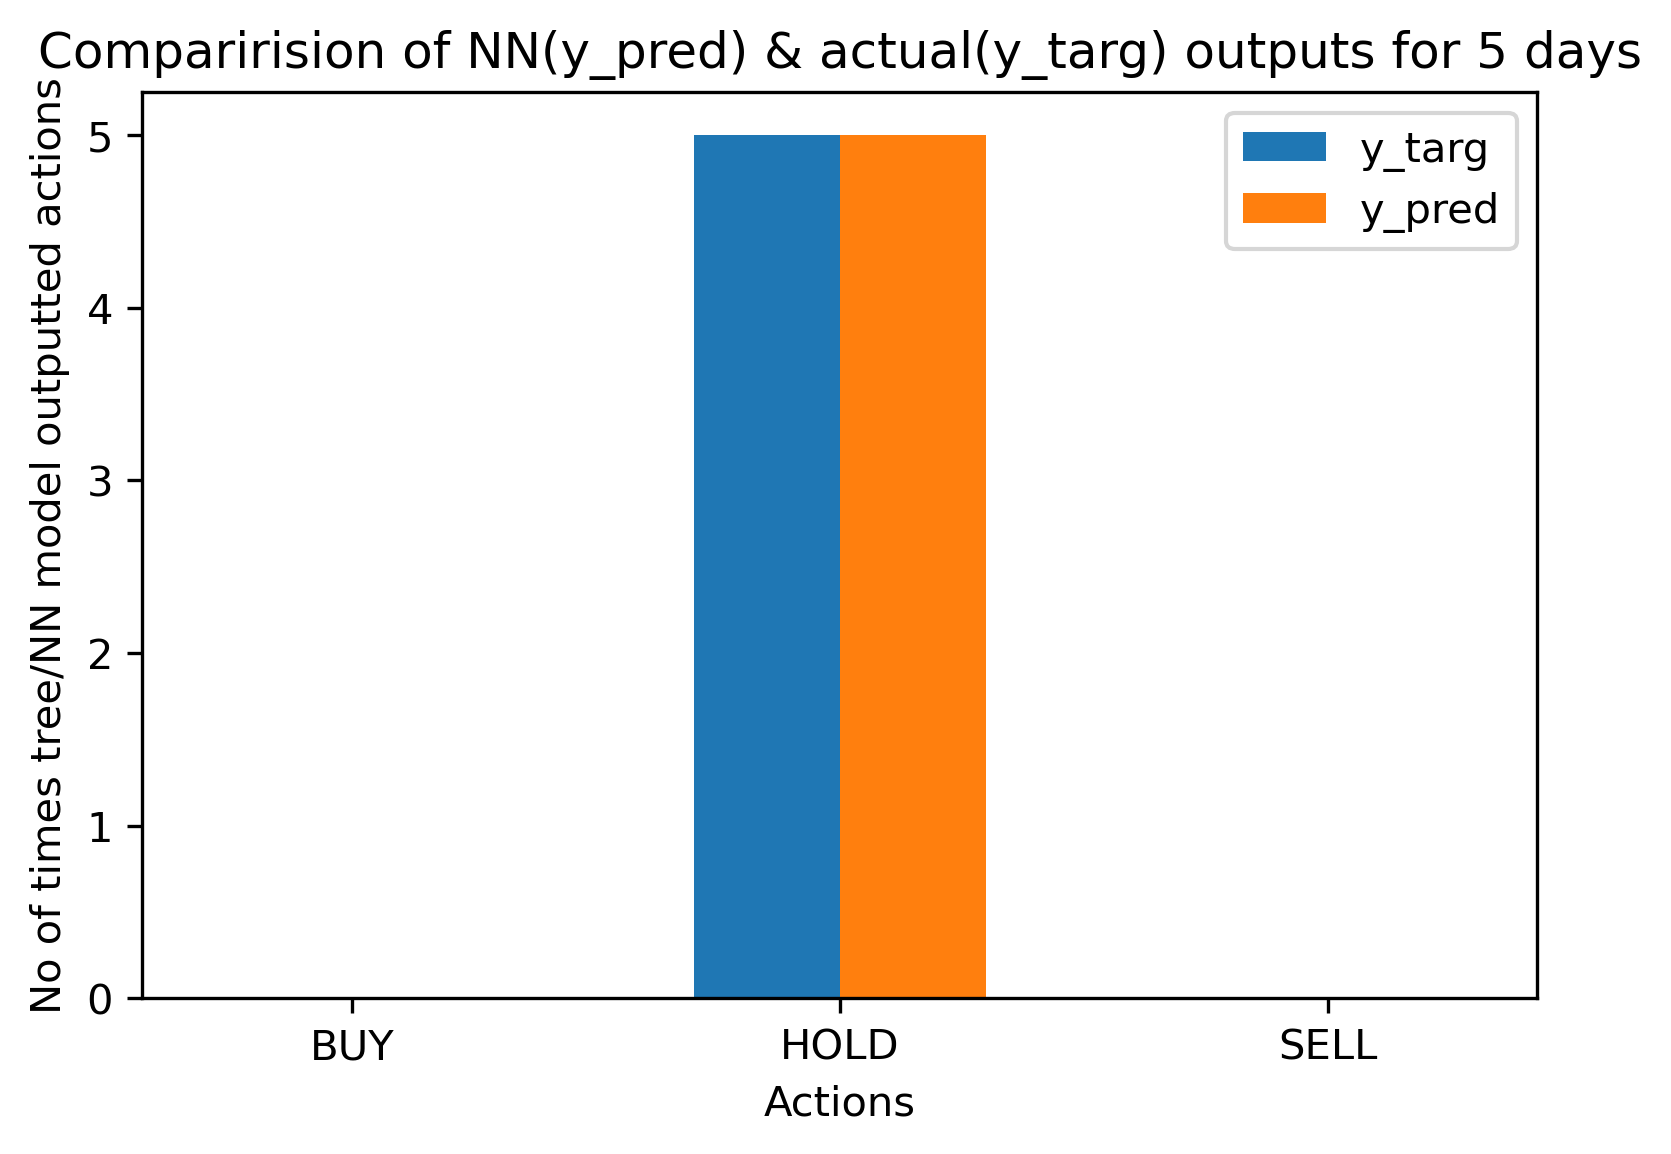 Comparirision of NN(y_pred) & actual(y_targ) outputs for 5 days
No of times tree/NN model outputted actions
5
4
3
2
1
0
y_targ
y_pred
BUY
HOLD
SELL
Actions